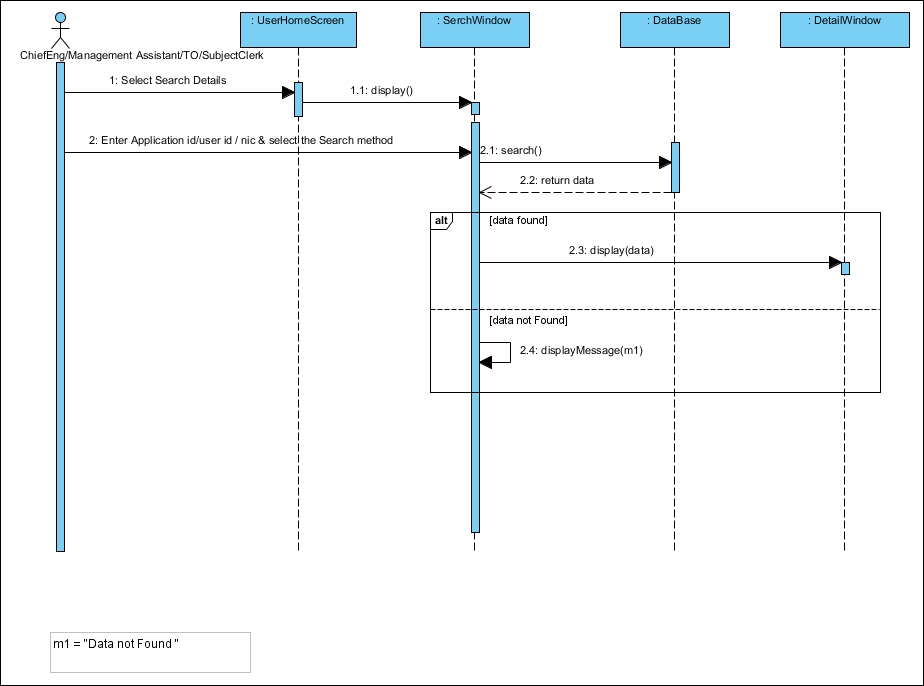 : UserHomeScreen
: SerchWindow
: DataBase
: DetailWindow
ChiefEng/Management Assistant/TO/SubjectClerk
1: Select Search Details
1.1: display()
2: Enter Application id/user id / nic & select the Search method
2.1: search()
2.2: return data
alt
[data found]
2.3: display(data)
[data not Found]
2.4: displayMessage(m1)
m1 = "Data not Found "